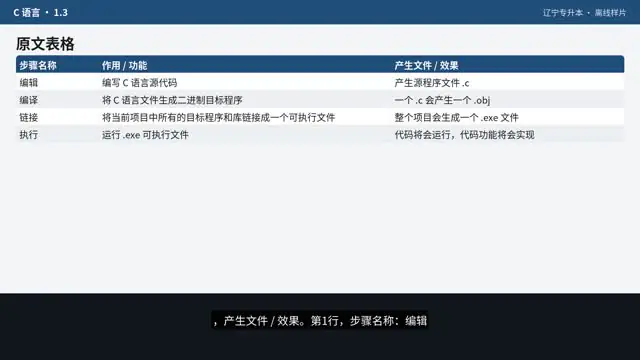 C 语言 • 1.3
辽宁专升本 • 离线样片
原文表格
步骤名称 作用 / 功能 产生文件 / 效果
编辑 编写 C 语言源代码 产生源程序文件 .c
编译 将 C 语言文件生成二进制目标程序 一个 .c 会产生一个 .obj
链接 将当前项目中所有的目标程序和库链接成一个可执行文件 整个项目会生成一个 .exe 文件
执行 运行 .exe 可执行文件 代码将会运行，代码功能将会实现
，产生文件 / 效果。第1行，步骤名称：编辑